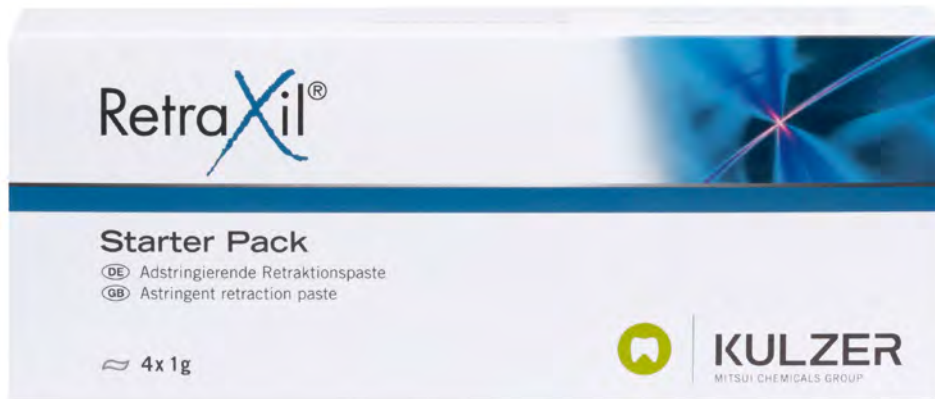 RetraXil®
Starter Pack
DE Adstringierende Retraktionspaste
GB Astringent retraction paste
4x1g
KULZER
MITSUI CHEMICALS GROUP